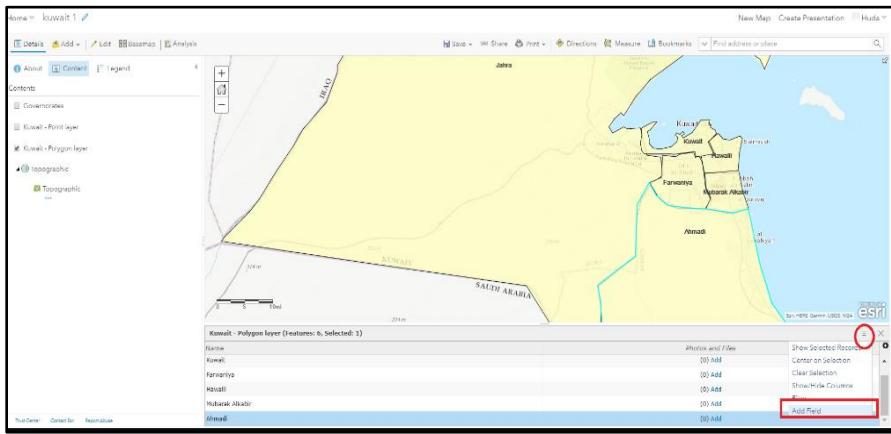 Home kuwait 1
New Map Create Presentation Huda
Details Add Edit Basemap Analysis
Save Share Print Directions Measure Bookmarks Find address or place
About Content Legend
Contents
Governorates
Kuwait - Point layer
Kuwait - Polygon layer
Topographic
Topographic
Jahra
IRAQ
Kuwait
Kuwait
Hawalli
Farwaniya
Mubarak Alkabir
Ahmadi
KUWAIT
SAUDI ARABIA
0 5 10mi
esri
Kuwait - Polygon layer (Features: 6, Selected: 1)
Name Photos and Files
Kuwait (0) Add
Farwaniya (0) Add
Hawalli (0) Add
Mubarak Alkabir (0) Add
Ahmadi (0) Add
Show Selected Records
Center on Selection
Clear Selection
Show/Hide Columns
Add Field
Trust Center Contact Esri Report Abuse